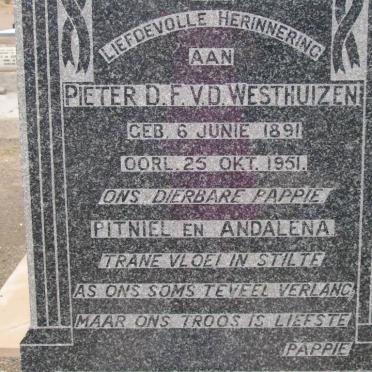 LIEFDEVOLLE HERINNERING
AAN
PIETER D.F.V.D. WESTHUIZEN
GEB. 6 JUNIE 1891
OORL. 25 OKT. 1951.
ONS DIERBARE PAPPIE
PITNIEL EN ANDALENA
TRANE VLOEI IN STILTE
AS ONS SOMS TEVEEL VERLANG
MAAR ONS TROOS IS LIEFSTE
PAPPIE